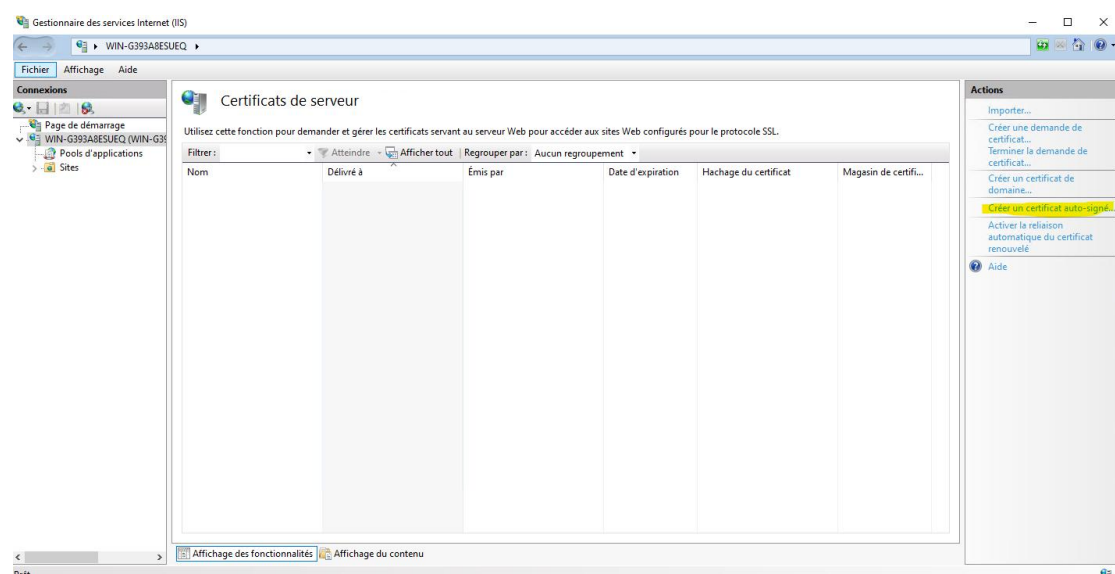 Gestionnaire des services Internet (IIS)
WIN-G393A8ESUEQ
Fichier Affichage Aide
Connexions
Page de démarrage
WIN-G393A8ESUEQ (WIN-G39
Pools d'applications
Sites
Certificats de serveur
Utilisez cette fonction pour demander et gérer les certificats servant au serveur Web pour accéder aux sites Web configurés pour le protocole SSL.
Filtrer : Atteindre Afficher tout Regrouper par : Aucun regroupement
Nom Délivré à Émis par Date d'expiration Hachage du certificat Magasin de certifi...
Affichage des fonctionnalités Affichage du contenu
Actions
Importer...
Créer une demande de
certificat...
Terminer la demande de
certificat...
Créer un certificat de
domaine...
Créer un certificat auto-signé...
Activer la reliaison
automatique du certificat
renouvelé
Aide
Prêt